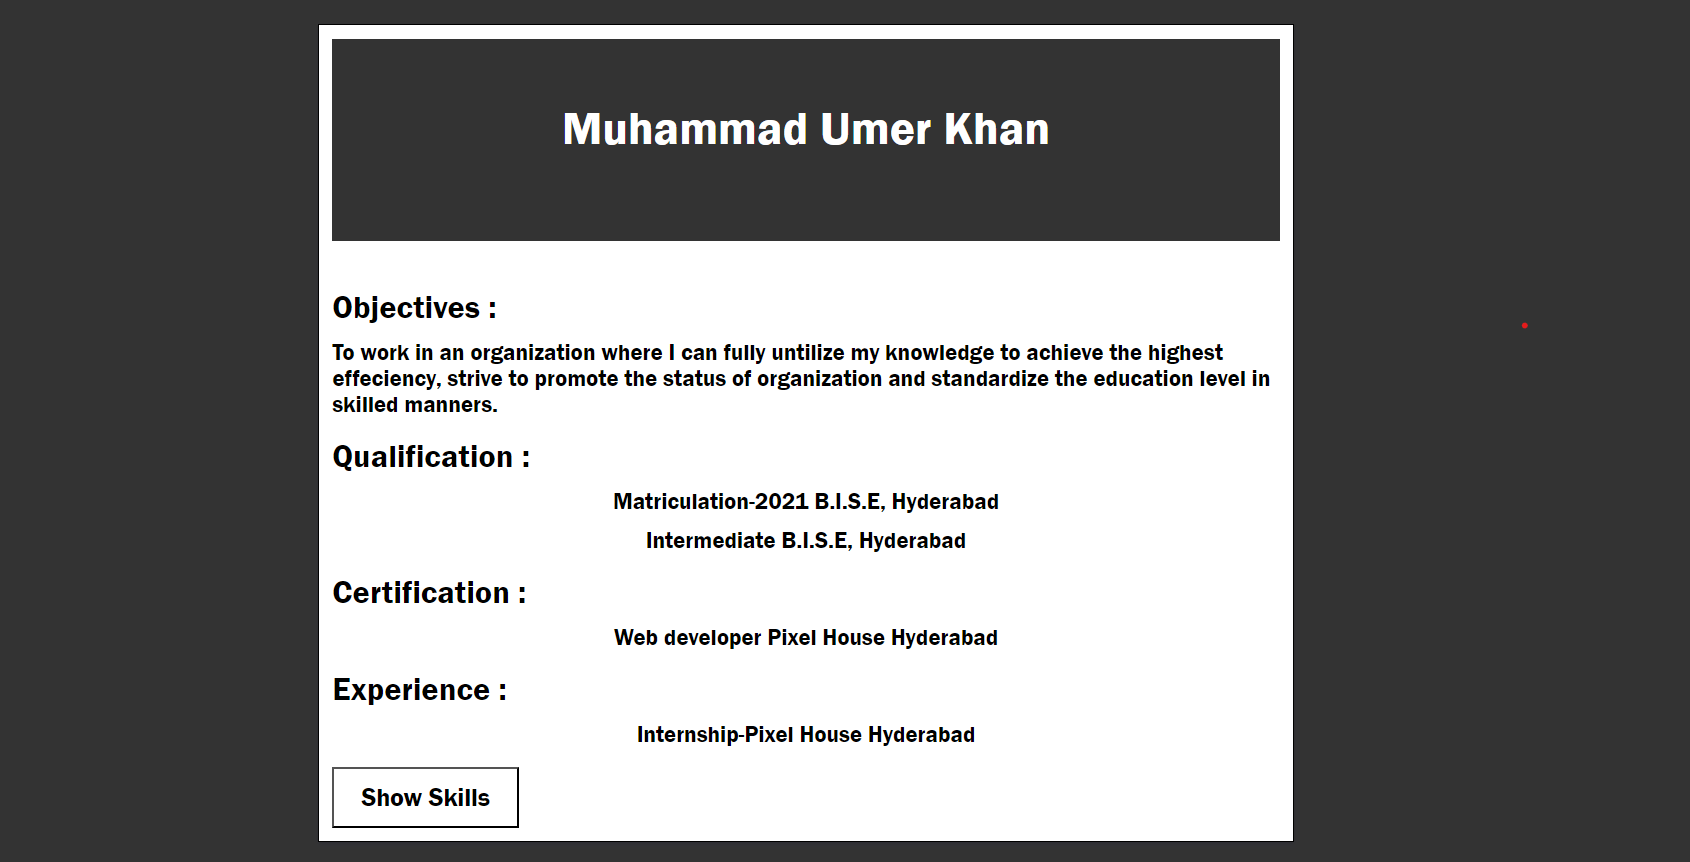 Muhammad Umer Khan
Objectives :
To work in an organization where I can fully untilize my knowledge to achieve the highest
effeciency, strive to promote the status of organization and standardize the education level in
skilled manners.
Qualification :
Matriculation-2021 B.I.S.E, Hyderabad
Intermediate B.I.S.E, Hyderabad
Certification :
Web developer Pixel House Hyderabad
Experience :
Internship-Pixel House Hyderabad
Show Skills